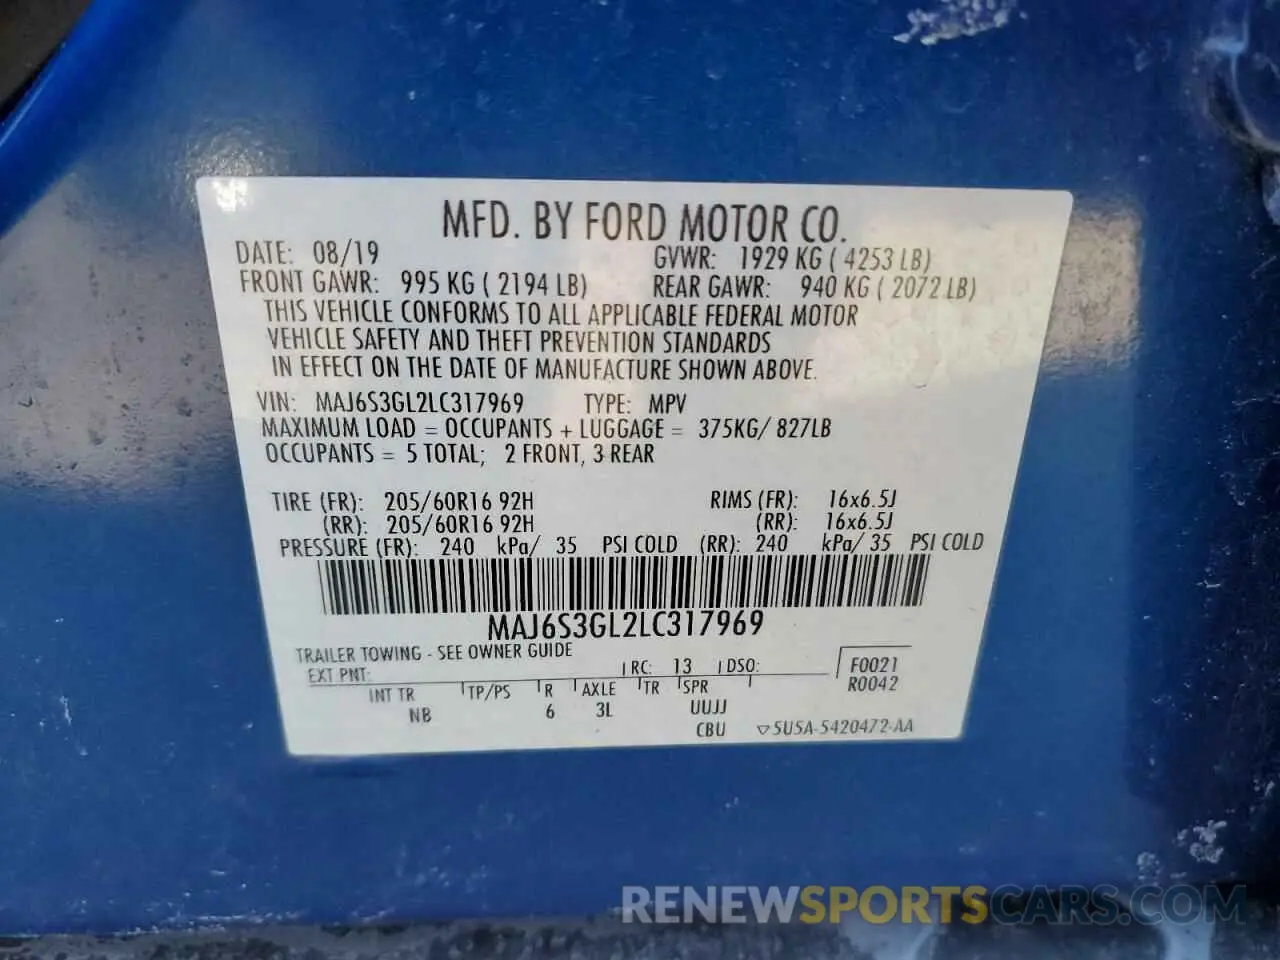 MFD. BY FORD MOTOR CO.
DATE: 08/19 GVWR: 1929 KG ( 4253 LB)
FRONT GAWR: 995 KG ( 2194 LB) REAR GAWR: 940 KG ( 2072 LB)
THIS VEHICLE CONFORMS TO ALL APPLICABLE FEDERAL MOTOR
VEHICLE SAFETY AND THEFT PREVENTION STANDARDS
IN EFFECT ON THE DATE OF MANUFACTURE SHOWN ABOVE.
VIN: MAJ6S3GL2LC317969 TYPE: MPV
MAXIMUM LOAD = OCCUPANTS + LUGGAGE = 375KG/ 827LB
OCCUPANTS = 5 TOTAL; 2 FRONT, 3 REAR
TIRE (FR): 205/60R16 92H RIMS (FR): 16x6.5J
(RR): 205/60R16 92H (RR): 16x6.5J
PRESSURE (FR): 240 kPa/ 35 PSI COLD (RR): 240 kPa/ 35 PSI COLD
MAJ6S3GL2LC317969
TRAILER TOWING - SEE OWNER GUIDE
EXT PNT: RC: 13 DSO: F0021
INT TR TP/PS R AXLE TR SPR R0042
NB 6 3L UUJJ
CBU ▽5U5A-5420472-AA
RENEWSPORTSCARS.COM